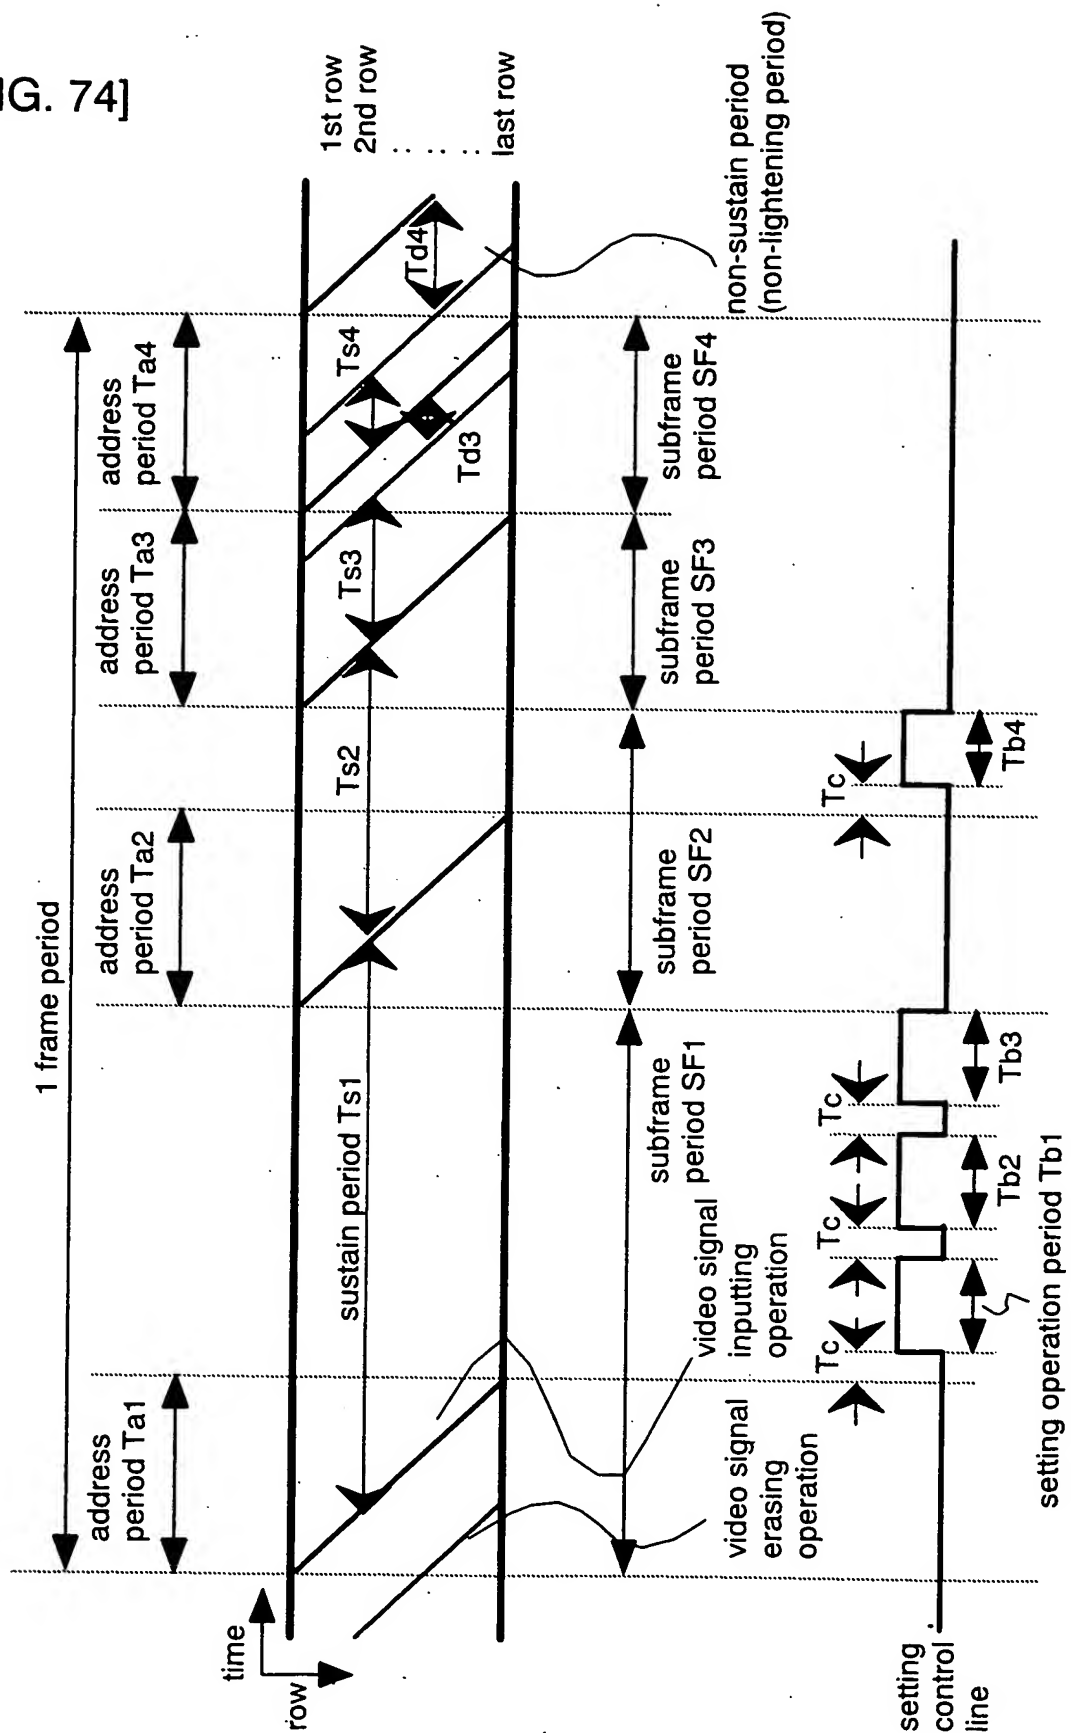 [FIG. 74]
1 frame period
address
period Ta1
address
period Ta2
address
period Ta3
address
period Ta4
time
row
1st row
2nd row
last row
sustain period Ts1
Ts2
Ts3
Ts4
Td3
Td4
subframe
period SF1
subframe
period SF2
subframe
period SF3
subframe
period SF4
non-sustain period
(non-lightening period)
video signal
erasing
operation
video signal
inputting
operation
Tc
Tc
Tc
Tc
setting
control
line
setting operation period Tb1
Tb2
Tb3
Tb4